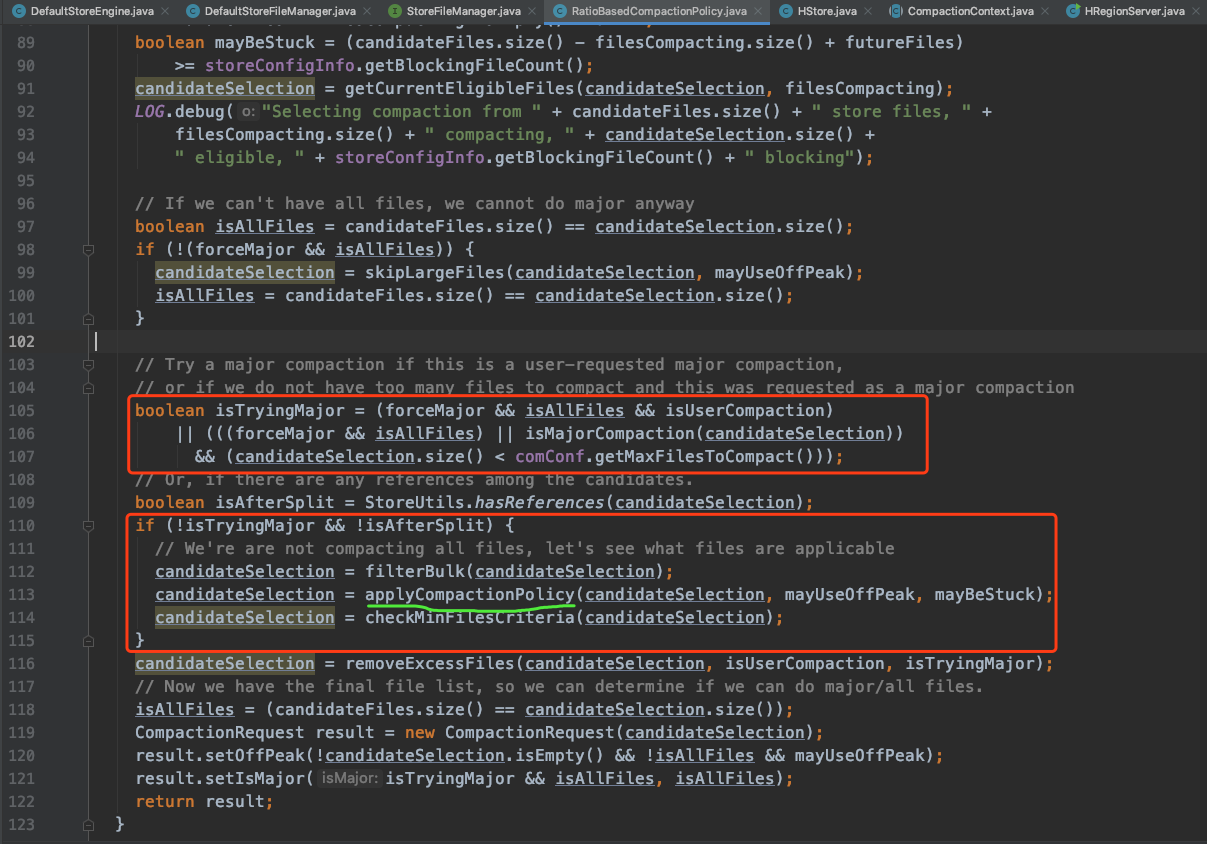 DefaultStoreEngine.java DefaultStoreFileManager.java StoreFileManager.java RatioBasedCompactionPolicy.java HStore.java CompactionContext.java HRegionServer.java
89 boolean mayBeStuck = (candidateFiles.size() - filesCompacting.size() + futureFiles)
90 >= storeConfigInfo.getBlockingFileCount();
91 candidateSelection = getCurrentEligibleFiles(candidateSelection, filesCompacting);
92 LOG.debug( o: "Selecting compaction from " + candidateFiles.size() + " store files, " +
93 filesCompacting.size() + " compacting, " + candidateSelection.size() +
94 " eligible, " + storeConfigInfo.getBlockingFileCount() + " blocking");
95
96 // If we can't have all files, we cannot do major anyway
97 boolean isAllFiles = candidateFiles.size() == candidateSelection.size();
98 if (!(forceMajor && isAllFiles)) {
99 candidateSelection = skipLargeFiles(candidateSelection, mayUseOffPeak);
100 isAllFiles = candidateFiles.size() == candidateSelection.size();
101 }
102
103 // Try a major compaction if this is a user-requested major compaction,
104 // or if we do not have too many files to compact and this was requested as a major compaction
105 boolean isTryingMajor = (forceMajor && isAllFiles && isUserCompaction)
106 || (((forceMajor && isAllFiles) || isMajorCompaction(candidateSelection))
107 && (candidateSelection.size() < comConf.getMaxFilesToCompact()));
108 // Or, if there are any references among the candidates.
109 boolean isAfterSplit = StoreUtils.hasReferences(candidateSelection);
110 if (!isTryingMajor && !isAfterSplit) {
111 // We're are not compacting all files, let's see what files are applicable
112 candidateSelection = filterBulk(candidateSelection);
113 candidateSelection = applyCompactionPolicy(candidateSelection, mayUseOffPeak, mayBeStuck);
114 candidateSelection = checkMinFilesCriteria(candidateSelection);
115 }
116 candidateSelection = removeExcessFiles(candidateSelection, isUserCompaction, isTryingMajor);
117 // Now we have the final file list, so we can determine if we can do major/all files.
118 isAllFiles = (candidateFiles.size() == candidateSelection.size());
119 CompactionRequest result = new CompactionRequest(candidateSelection);
120 result.setOffPeak(!candidateSelection.isEmpty() && !isAllFiles && mayUseOffPeak);
121 result.setIsMajor( isMajor: isTryingMajor && isAllFiles, isAllFiles);
122 return result;
123 }